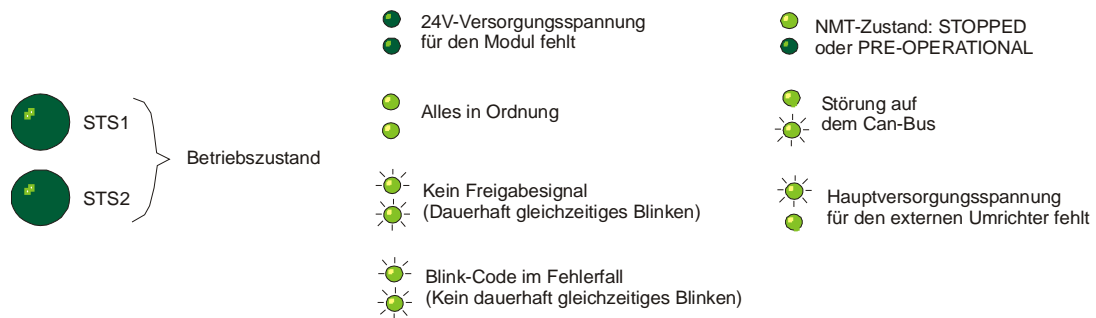 STS1
STS2
Betriebszustand
24V-Versorgungsspannung
für den Modul fehlt
Alles in Ordnung
Kein Freigabesignal
(Dauerhaft gleichzeitiges Blinken)
Blink-Code im Fehlerfall
(Kein dauerhaft gleichzeitiges Blinken)
NMT-Zustand: STOPPED
oder PRE-OPERATIONAL
Störung auf
dem Can-Bus
Hauptversorgungsspannung
für den externen Umrichter fehlt